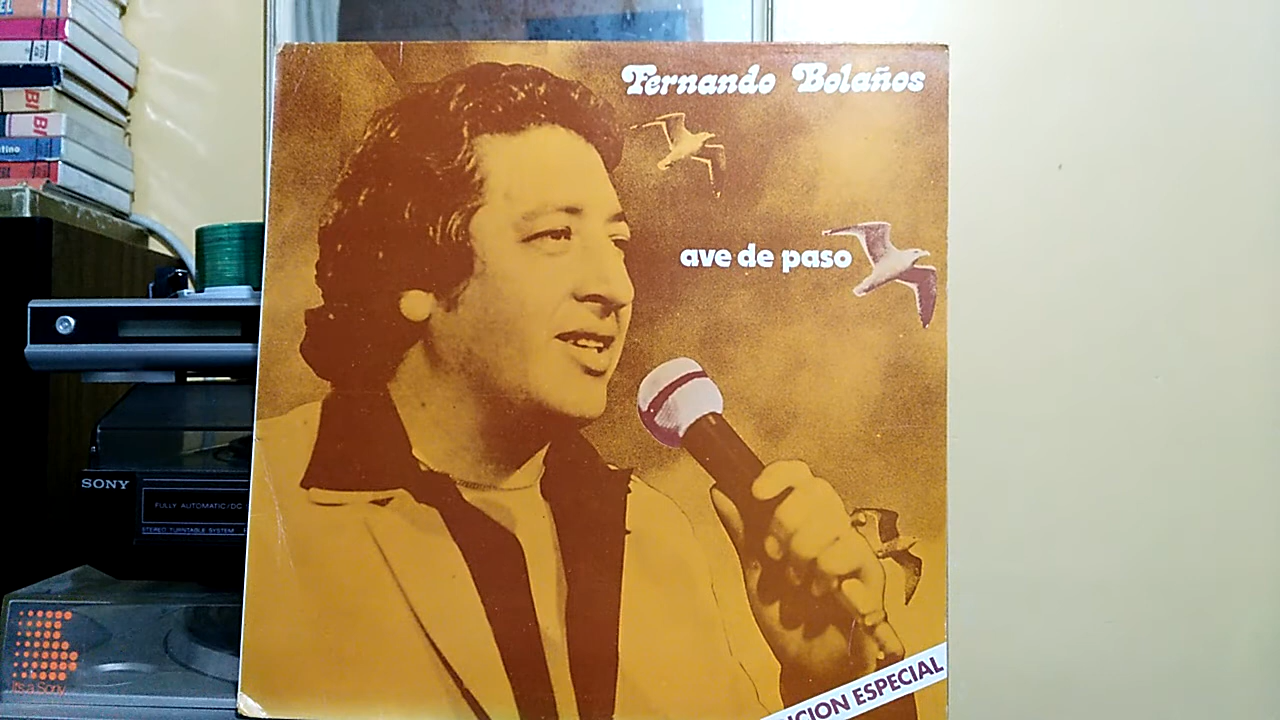 Fernando Bolaños
ave de paso
SONY
FULLY AUTOMATIC/DC
STEREO TURNTABLE SYSTEM
It's a Sony
ICION ESPECIAL